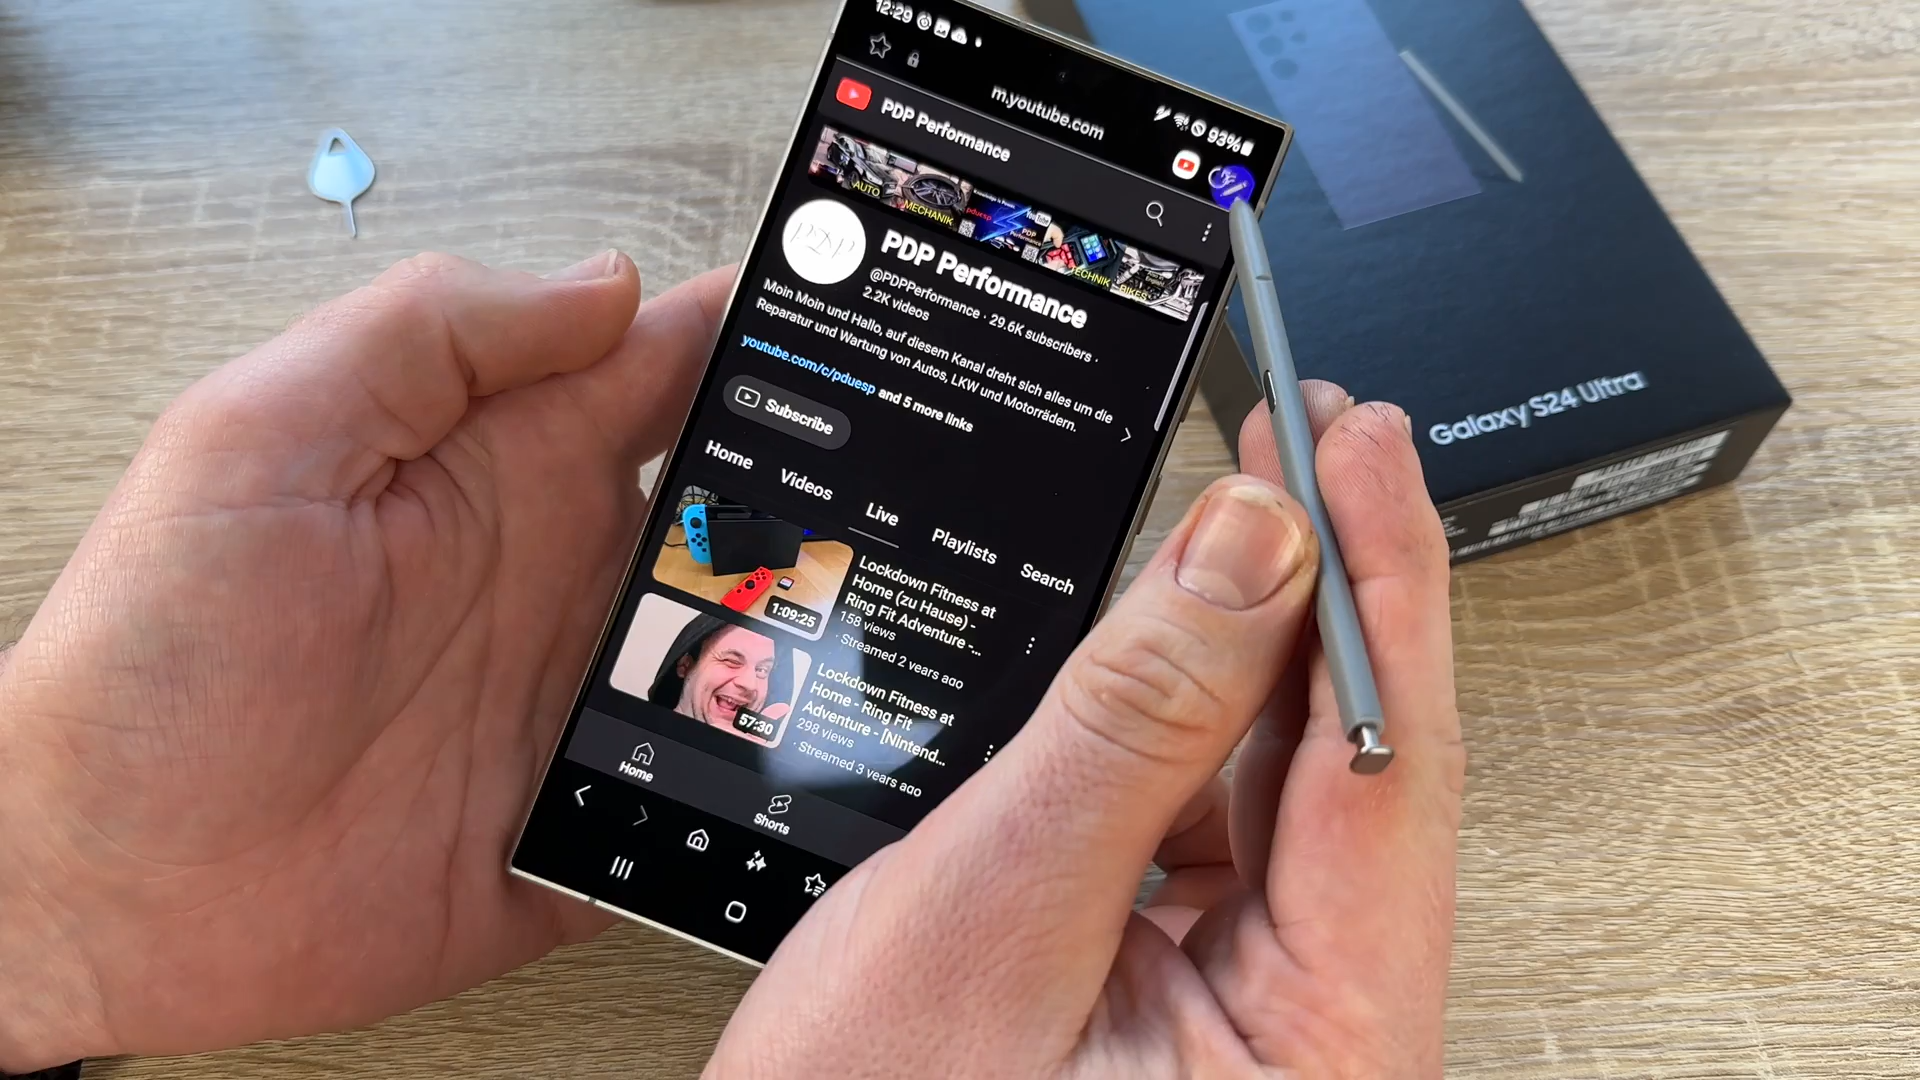 12:29
93%
m.youtube.com
PDP Performance
AUTO
MECHANIK
pduesp
PDP
TECHNIK
BIKES
PDP
PDP Performance
@PDPPerformance · 29.6K subscribers ·
2.2K videos
Moin Moin und Hallo, auf diesem Kanal dreht sich alles um die
Reparatur und Wartung von Autos, LKW und Motorrädern.
youtube.com/c/pduesp and 5 more links
Subscribe
Home
Videos
Live
Playlists
Search
1:09:25
Lockdown Fitness at
Home (zu Hause) -
Ring Fit Adventure -...
158 views
· Streamed 2 years ago
57:30
Lockdown Fitness at
Home - Ring Fit
Adventure - [Nintend...
298 views
· Streamed 3 years ago
Home
Shorts
Galaxy S24 Ultra